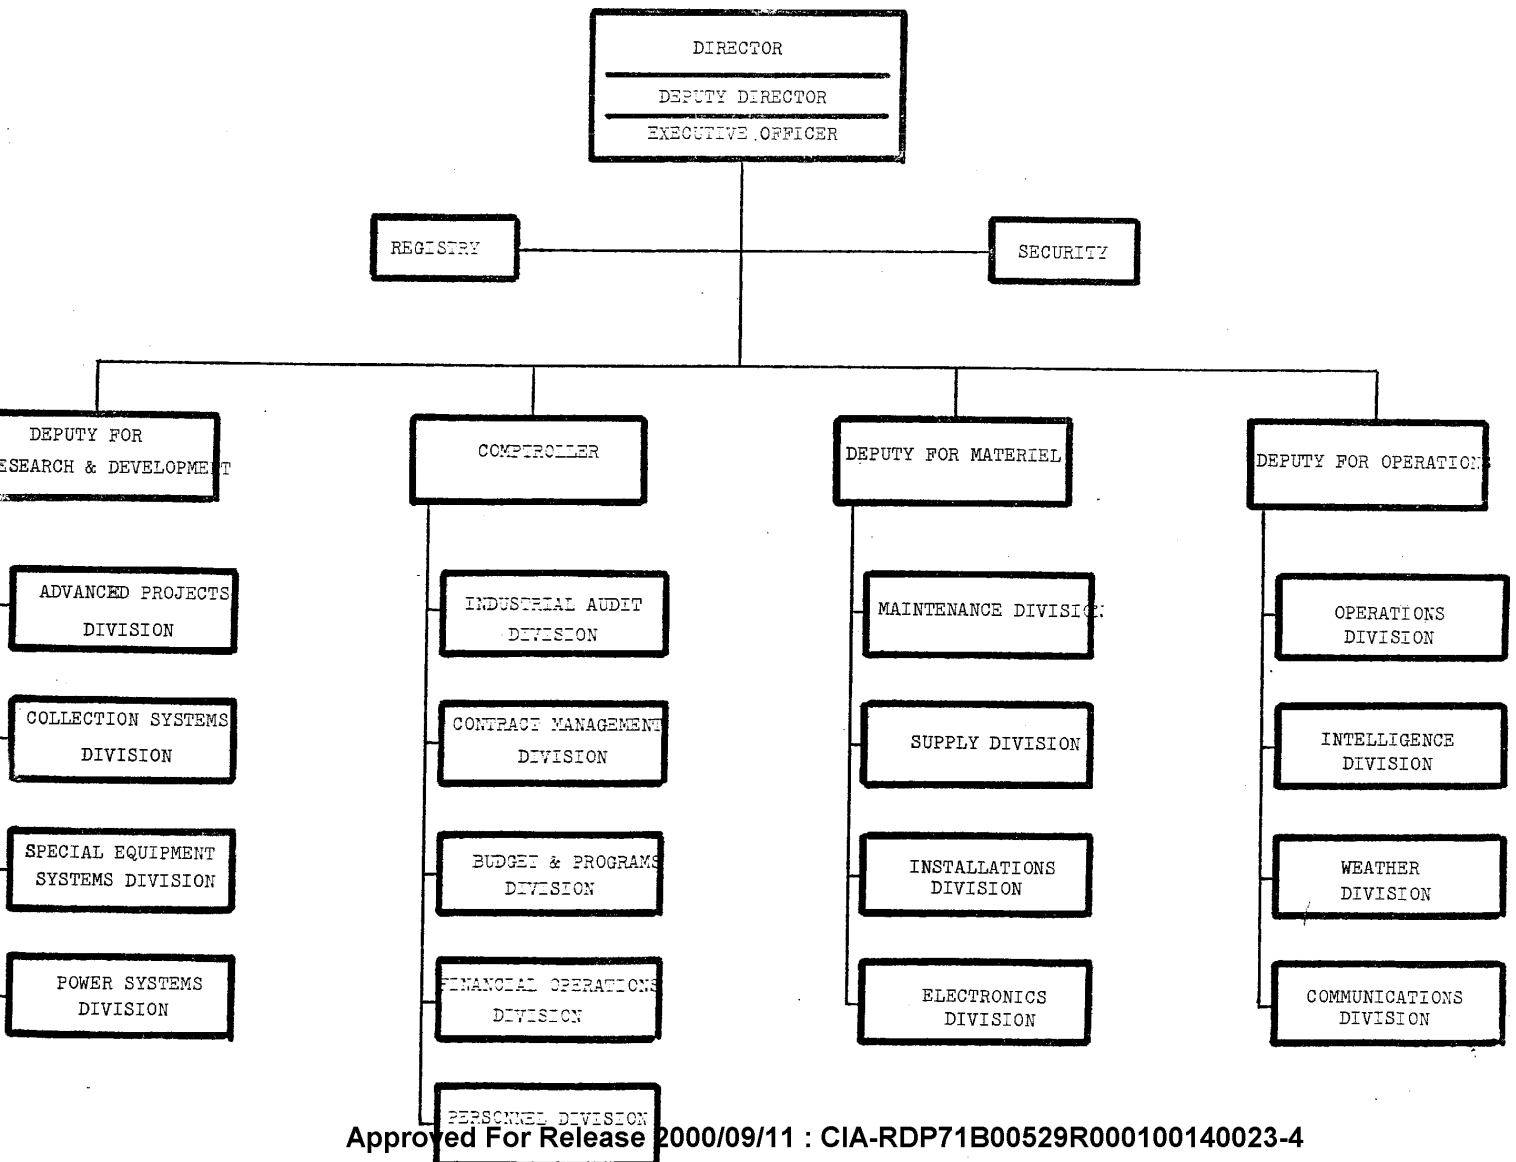 DIRECTOR
DEPUTY DIRECTOR
EXECUTIVE OFFICER
REGISTRY
SECURITY
DEPUTY FOR
ESEARCH & DEVELOPMENT
COMPTROLLER
DEPUTY FOR MATERIEL
DEPUTY FOR OPERATIONS
ADVANCED PROJECTS
DIVISION
COLLECTION SYSTEMS
DIVISION
SPECIAL EQUIPMENT
SYSTEMS DIVISION
POWER SYSTEMS
DIVISION
INDUSTRIAL AUDIT
DIVISION
CONTRACT MANAGEMENT
DIVISION
BUDGET & PROGRAMS
DIVISION
FINANCIAL OPERATIONS
DIVISION
PERSONNEL DIVISION
MAINTENANCE DIVISION
SUPPLY DIVISION
INSTALLATIONS
DIVISION
ELECTRONICS
DIVISION
OPERATIONS
DIVISION
INTELLIGENCE
DIVISION
WEATHER
DIVISION
COMMUNICATIONS
DIVISION
Approved For Release 2000/09/11 : CIA-RDP71B00529R000100140023-4